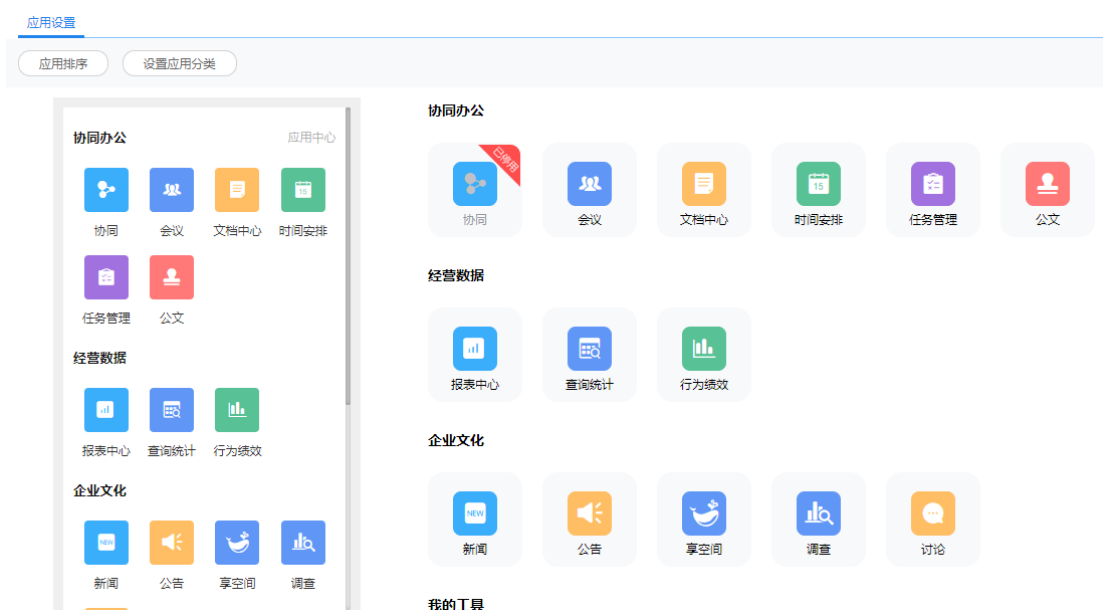 应用设置
应用排序
设置应用分类
协同办公
应用中心
协同
会议
文档中心
时间安排
15
任务管理
公文
经营数据
报表中心
查询统计
行为绩效
企业文化
NEW
新闻
公告
享空间
调查
协同办公
已停用
协同
会议
文档中心
15
时间安排
任务管理
公文
经营数据
报表中心
查询统计
行为绩效
企业文化
NEW
新闻
公告
享空间
调查
讨论
我的工具